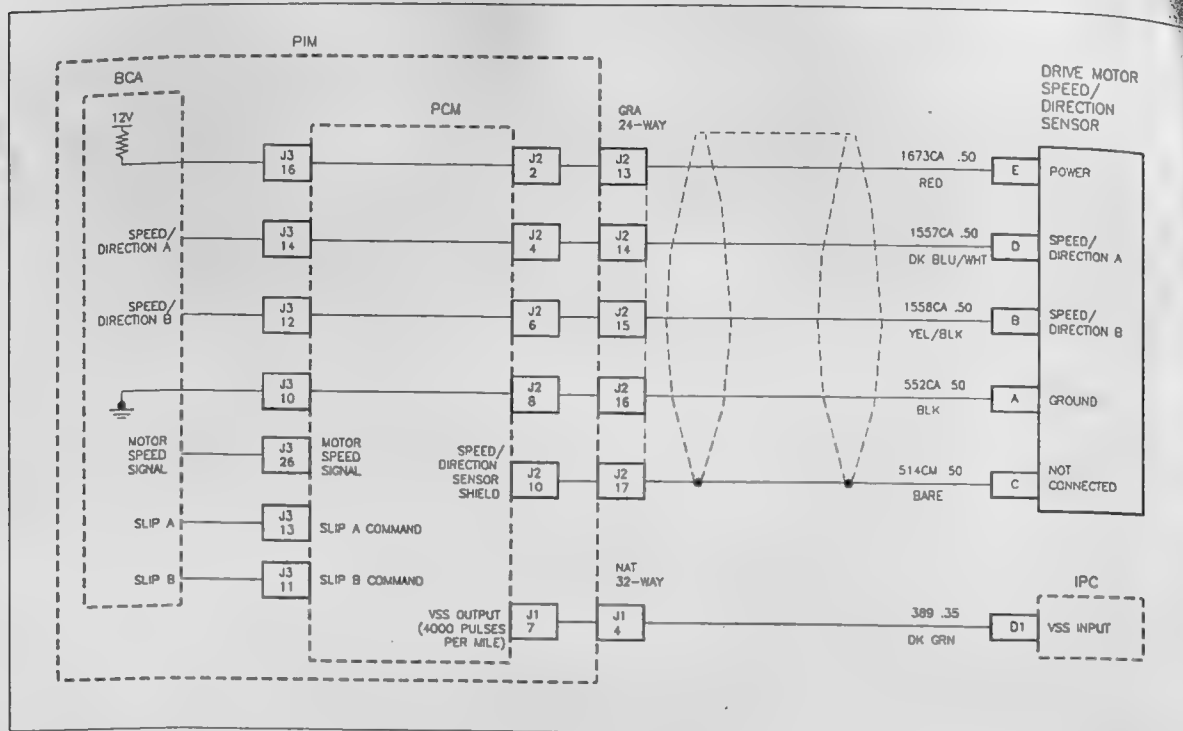 PIM
BCA
12V
PCM
GRA
24-WAY
DRIVE MOTOR
SPEED/
DIRECTION
SENSOR
J3
16
J2
2
J2
13
1673CA .50
RED
E
POWER
SPEED/
DIRECTION A
J3
14
J2
4
J2
14
1557CA .50
DK BLU/WHT
D
SPEED/
DIRECTION A
SPEED/
DIRECTION B
J3
12
J2
6
J2
15
1558CA .50
YEL/BLK
B
SPEED/
DIRECTION B
J3
10
J2
8
J2
16
552CA 50
BLK
A
GROUND
MOTOR
SPEED
SIGNAL
J3
26
MOTOR
SPEED
SIGNAL
SPEED/
DIRECTION
SENSOR
SHIELD
J2
10
J2
17
514CM 50
BARE
C
NOT
CONNECTED
SLIP A
J3
13
SLIP A COMMAND
SLIP B
J3
11
SLIP B COMMAND
NAT
32-WAY
IPC
VSS OUTPUT
(4000 PULSES
PER MILE)
J1
7
J1
4
389 .35
DK GRN
D1
VSS INPUT